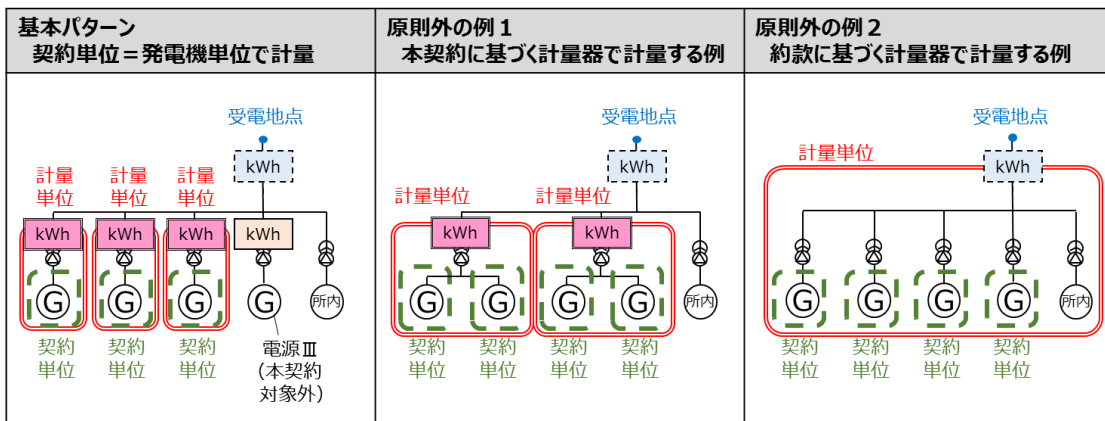 基本パターン
契約単位＝発電機単位で計量
受電地点
kWh
計量
単位
計量
単位
計量
単位
kWh
kWh
kWh
kWh
G
G
G
G
所内
契約
単位
契約
単位
契約
単位
電源Ⅲ
(本契約
対象外)
原則外の例１
本契約に基づく計量器で計量する例
受電地点
kWh
計量単位
計量単位
kWh
kWh
G
G
G
G
所内
契約
単位
契約
単位
契約
単位
契約
単位
原則外の例２
約款に基づく計量器で計量する例
受電地点
計量単位
kWh
G
G
G
G
所内
契約
単位
契約
単位
契約
単位
契約
単位